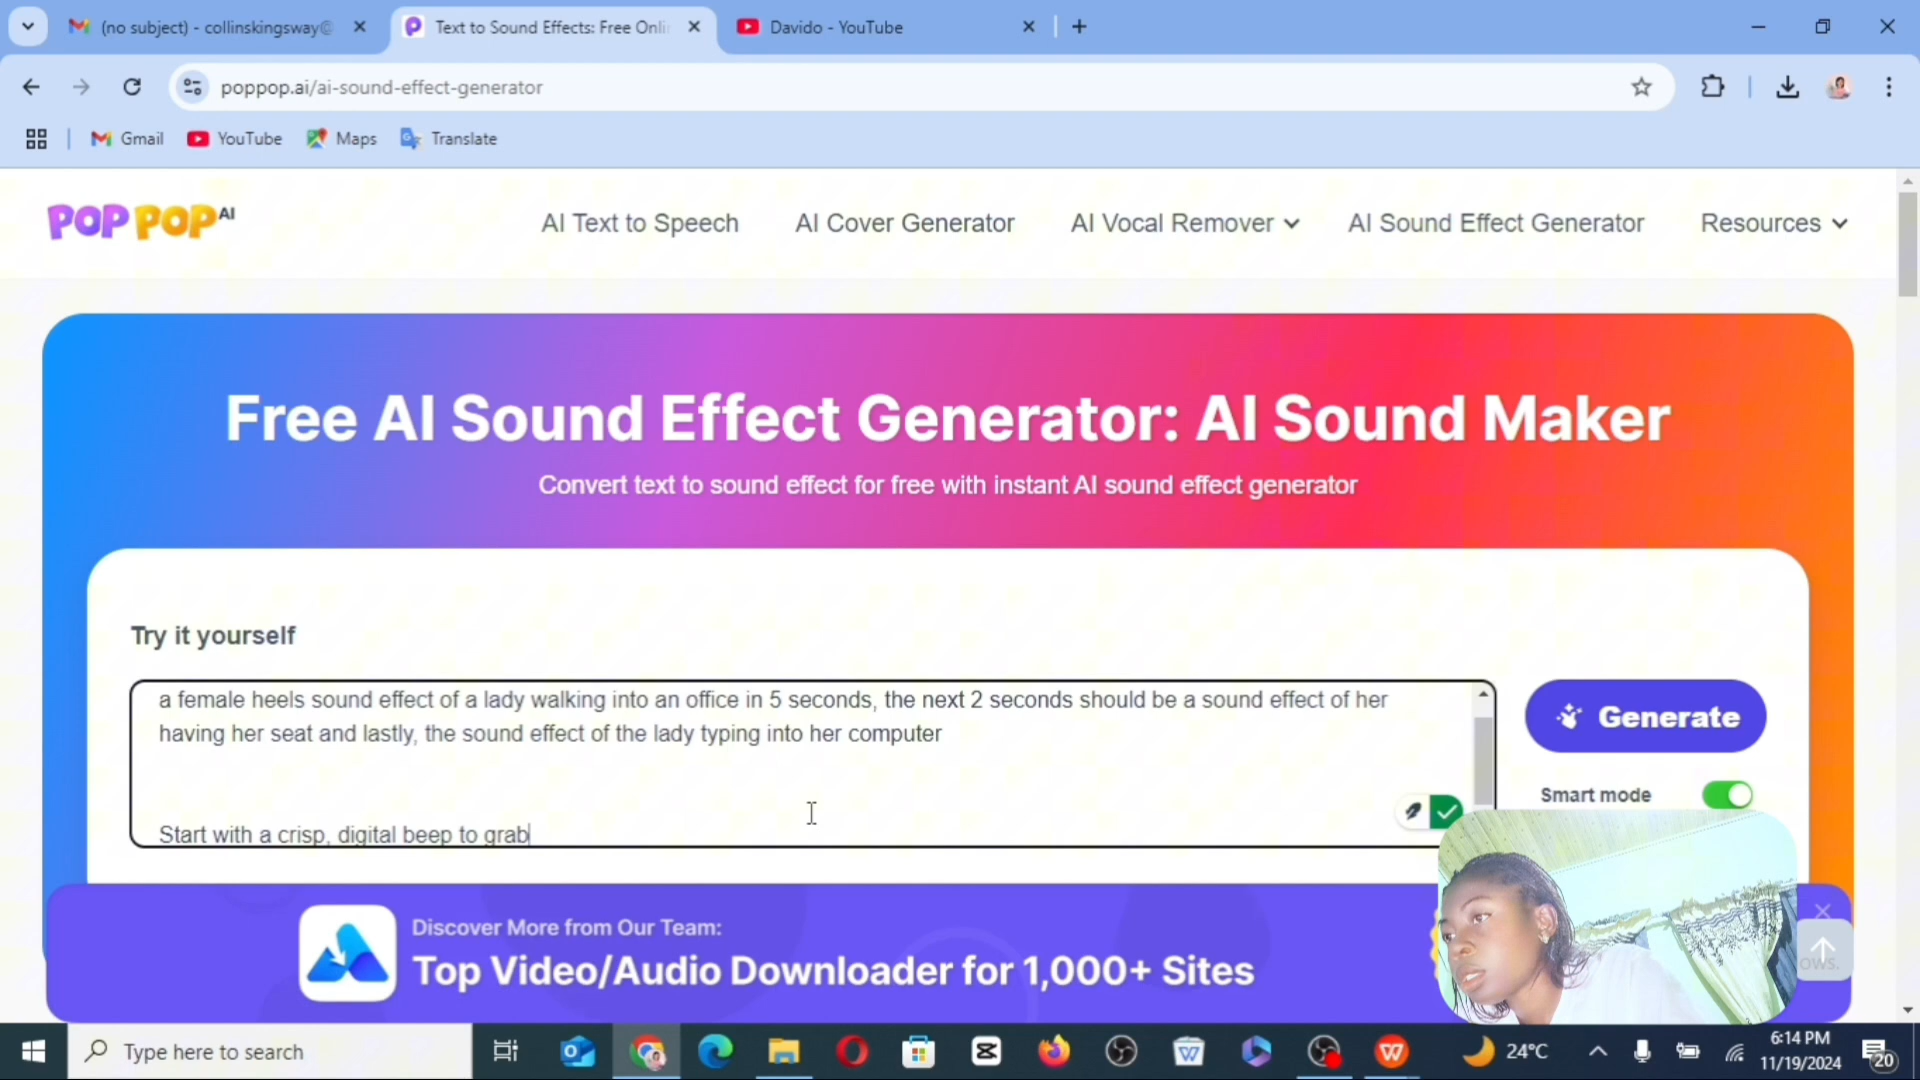 (no subject) - collinskingsway@
Text to Sound Effects: Free Onli
Davido - YouTube
poppop.ai/ai-sound-effect-generator
Gmail
YouTube
Maps
Translate
POP POP AI
AI Text to Speech
AI Cover Generator
AI Vocal Remover
AI Sound Effect Generator
Resources
Free AI Sound Effect Generator: AI Sound Maker
Convert text to sound effect for free with instant AI sound effect generator
Try it yourself
a female heels sound effect of a lady walking into an office in 5 seconds, the next 2 seconds should be a sound effect of her
having her seat and lastly, the sound effect of the lady typing into her computer
Start with a crisp, digital beep to grab
Generate
Smart mode
Discover More from Our Team:
Top Video/Audio Downloader for 1,000+ Sites
ows.
Type here to search
24°C
6:14 PM
11/19/2024
20